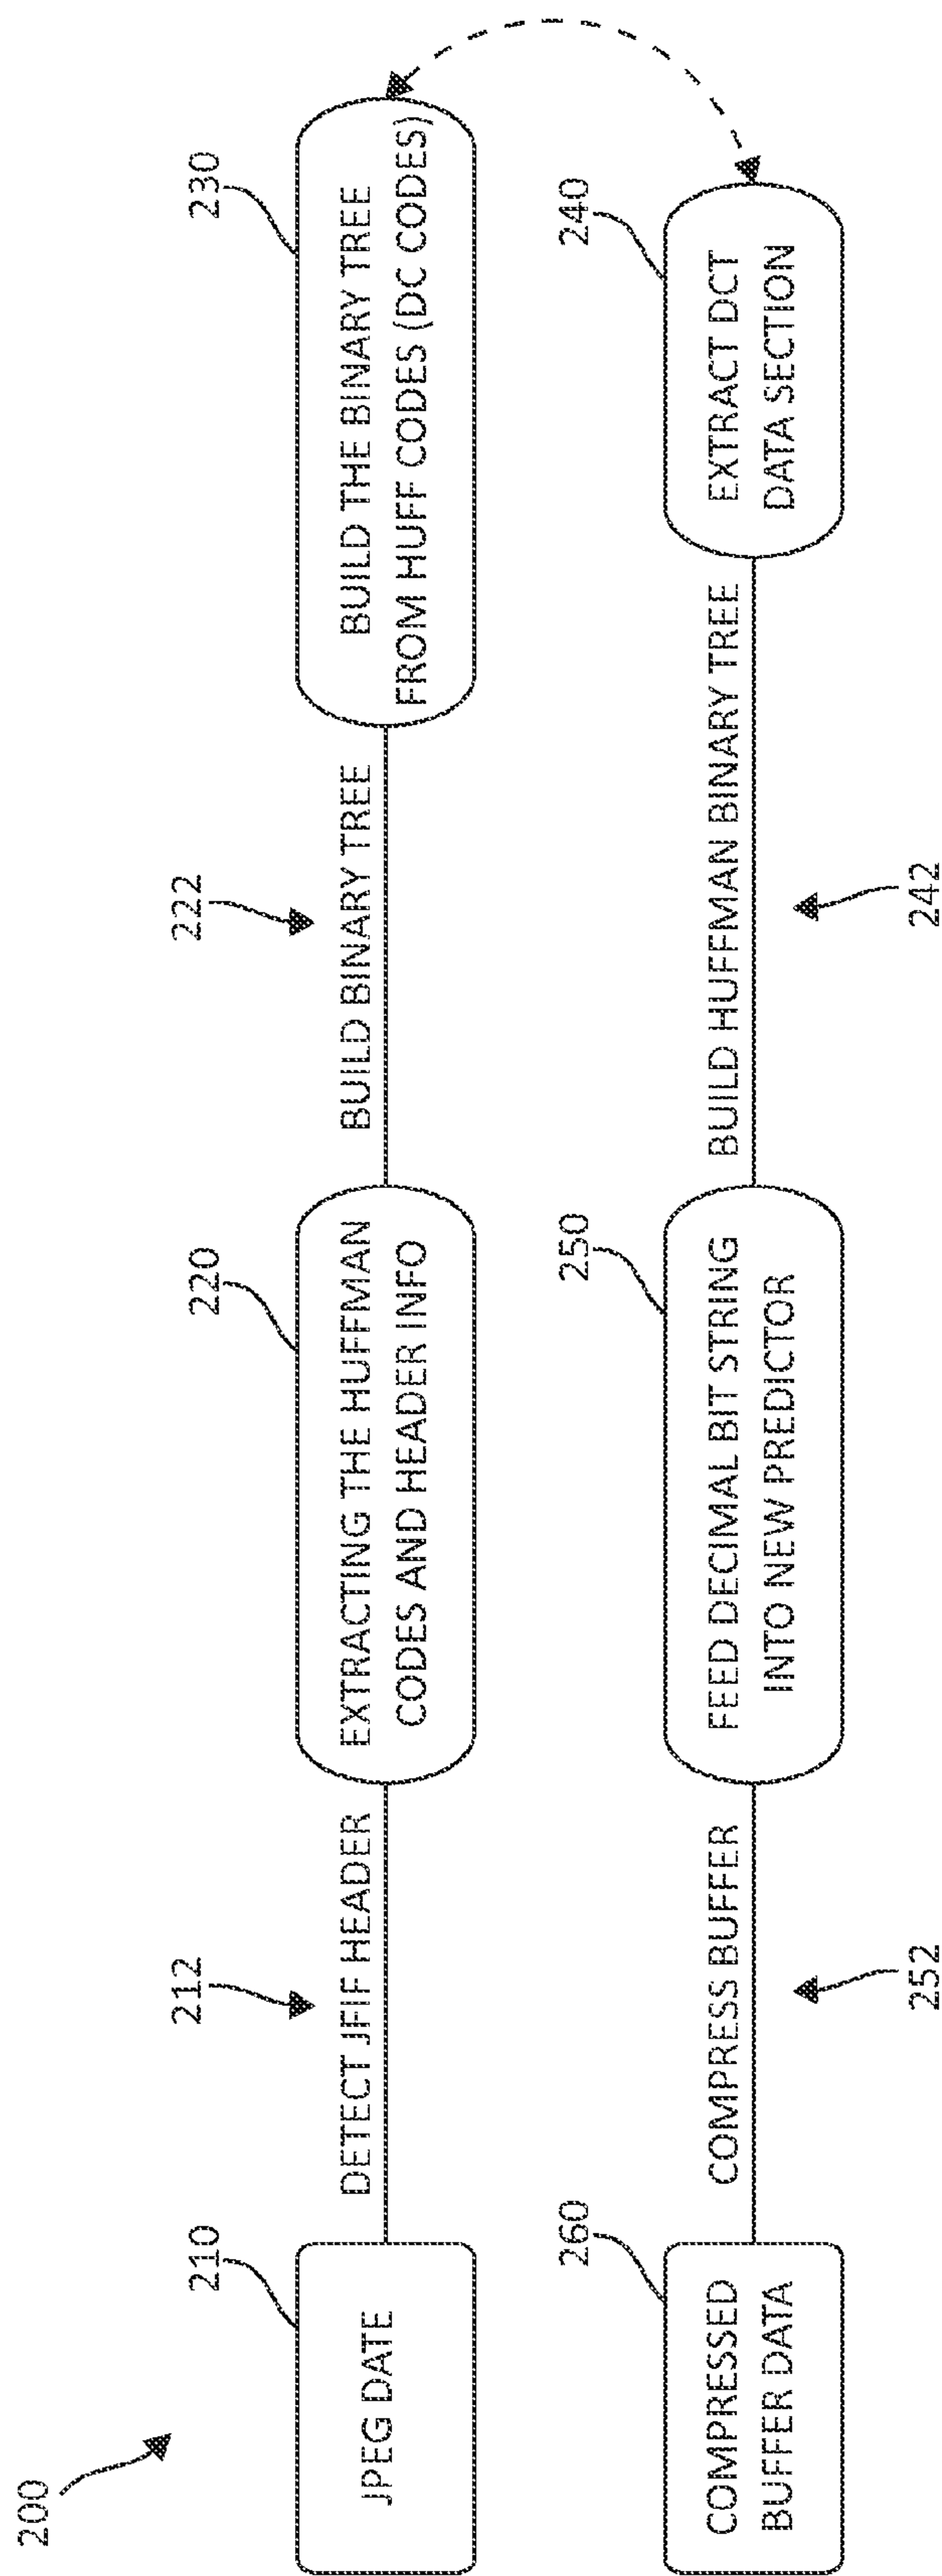 200
210
JPEG DATE
212
DETECT JFIF HEADER
220
EXTRACTING THE HUFFMAN
CODES AND HEADER INFO
222
BUILD BINARY TREE
230
BUILD THE BINARY TREE
FROM HUFF CODES (DC CODES)
260
COMPRESSED
BUFFER DATA
COMPRESS BUFFER
252
250
FEED DECIMAL BIT STRING
INTO NEW PREDICTOR
BUILD HUFFMAN BINARY TREE
242
240
EXTRACT DCT
DATA SECTION